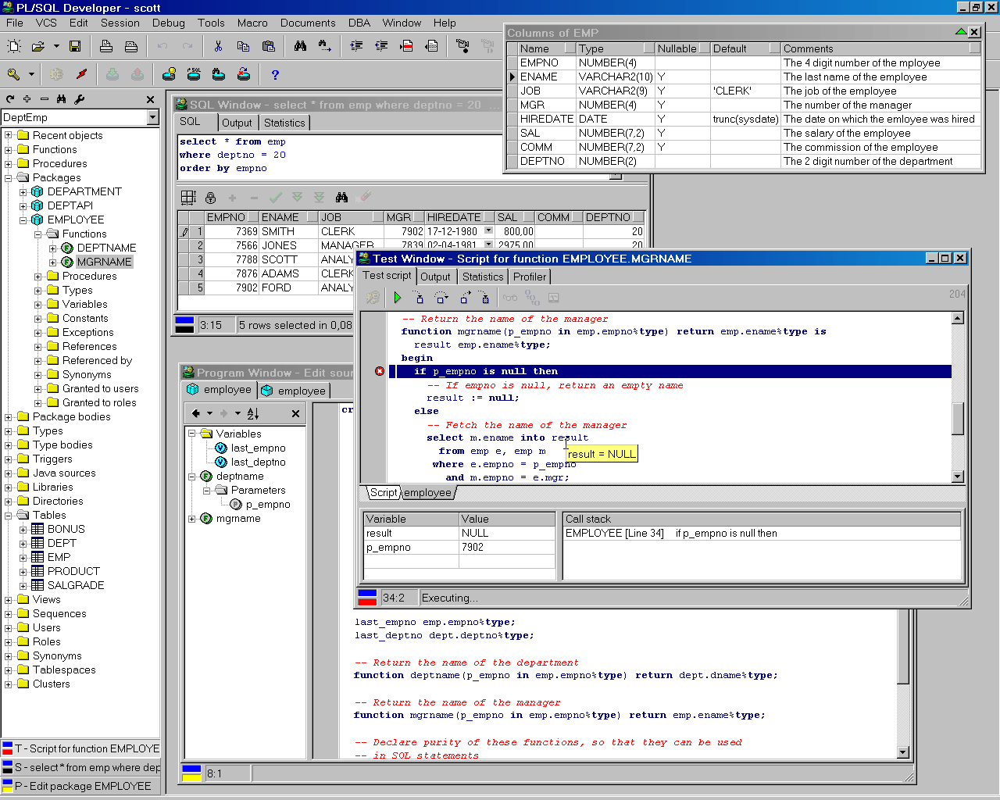 PL/SQL Developer - scott
File VCS Edit Session Debug Tools Macro Documents DBA Window Help
DeptEmp
Recent objects
Functions
Procedures
Packages
DEPARTMENT
DEPTAPI
EMPLOYEE
Functions
DEPTNAME
MGRNAME
Procedures
Types
Variables
Constants
Exceptions
References
Referenced by
Synonyms
Granted to users
Granted to roles
Package bodies
Types
Type bodies
Triggers
Java sources
Libraries
Directories
Tables
BONUS
DEPT
EMP
PRODUCT
SALGRADE
Views
Sequences
Users
Roles
Synonyms
Tablespaces
Clusters
T - Script for function EMPLOYE
S - select * from emp where dep
P - Edit package EMPLOYEE
SQL Window - select * from emp where deptno = 20 ...
SQL Output Statistics
select * from emp
where deptno = 20
order by empno
EMPNO ENAME JOB MGR HIREDATE SAL COMM DEPTNO
1 7369 SMITH CLERK 7902 17-12-1980 800,00 20
2 7566 JONES MANAGER 7839 02-04-1981 2975,00 20
3 7788 SCOTT ANALY
4 7876 ADAMS CLERK
5 7902 FORD ANALY
3:15 5 rows selected in 0,08
Columns of EMP
Name Type Nullable Default Comments
EMPNO NUMBER(4) The 4 digit number of the mployee
ENAME VARCHAR2(10) Y The last name of the employee
JOB VARCHAR2(9) Y 'CLERK' The job of the employee
MGR NUMBER(4) Y The number of the manager
HIREDATE DATE Y trunc(sysdate) The date on which the emloyee was hired
SAL NUMBER(7,2) Y The salary of the employee
COMM NUMBER(7,2) Y The commission of the employee
DEPTNO NUMBER(2) The 2 digit number of the department
Test Window - Script for function EMPLOYEE.MGRNAME
Test script Output Statistics Profiler
204
-- Return the name of the manager
function mgrname(p_empno in emp.empno%type) return emp.ename%type is
result emp.ename%type;
begin
if p_empno is null then
-- If empno is null, return an empty name
result := null;
else
-- Fetch the name of the manager
select m.ename into result
from emp e, emp m
result = NULL
where e.empno = p_empno
and m.empno = e.mgr;
Script employee
Variable Value
result NULL
p_empno 7902
Call stack
EMPLOYEE [Line 34] if p_empno is null then
34:2 Executing...
Program Window - Edit sour
employee employee
Variables
last_empno
last_deptno
deptname
Parameters
p_empno
mgrname
cr
last_empno emp.empno%type;
last_deptno dept.deptno%type;
-- Return the name of the department
function deptname(p_empno in emp.empno%type) return dept.dname%type;
-- Return the name of the manager
function mgrname(p_empno in emp.empno%type) return emp.ename%type;
-- Declare purity of these functions, so that they can be used
-- in SQL statements
8:1